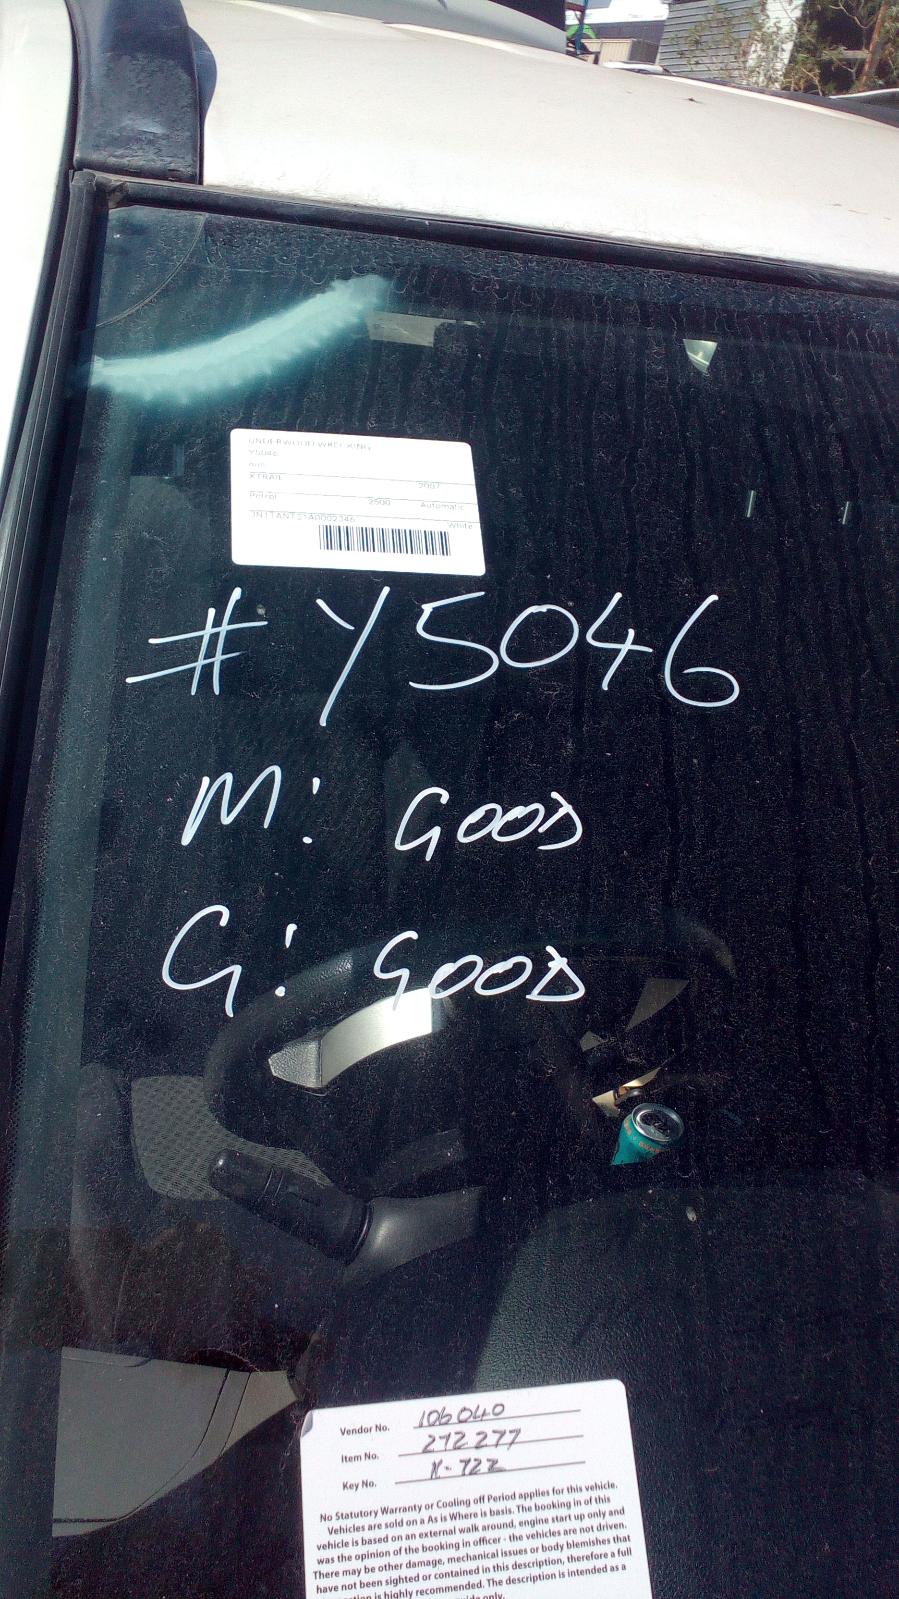 UNDERWOOD WRECKING
Y5046
XTRAIL 2007
Petrol 2500 Automatic
White
#Y5046
M: GOOD
G: GOOD
Vendor No. 106040
Item No. 272277
Key No. K-722
No Statutory Warranty or Cooling off Period applies for this vehicle.
Vehicles are sold on a As is Where is basis. The booking in of this
vehicle is based on an external walk around, engine start up only and
was the opinion of the booking in officer - the vehicles are not driven.
There may be other damage, mechanical issues or body blemishes that
have not been sighted or contained in this description, therefore a full
is highly recommended. The description is intended as a
only.